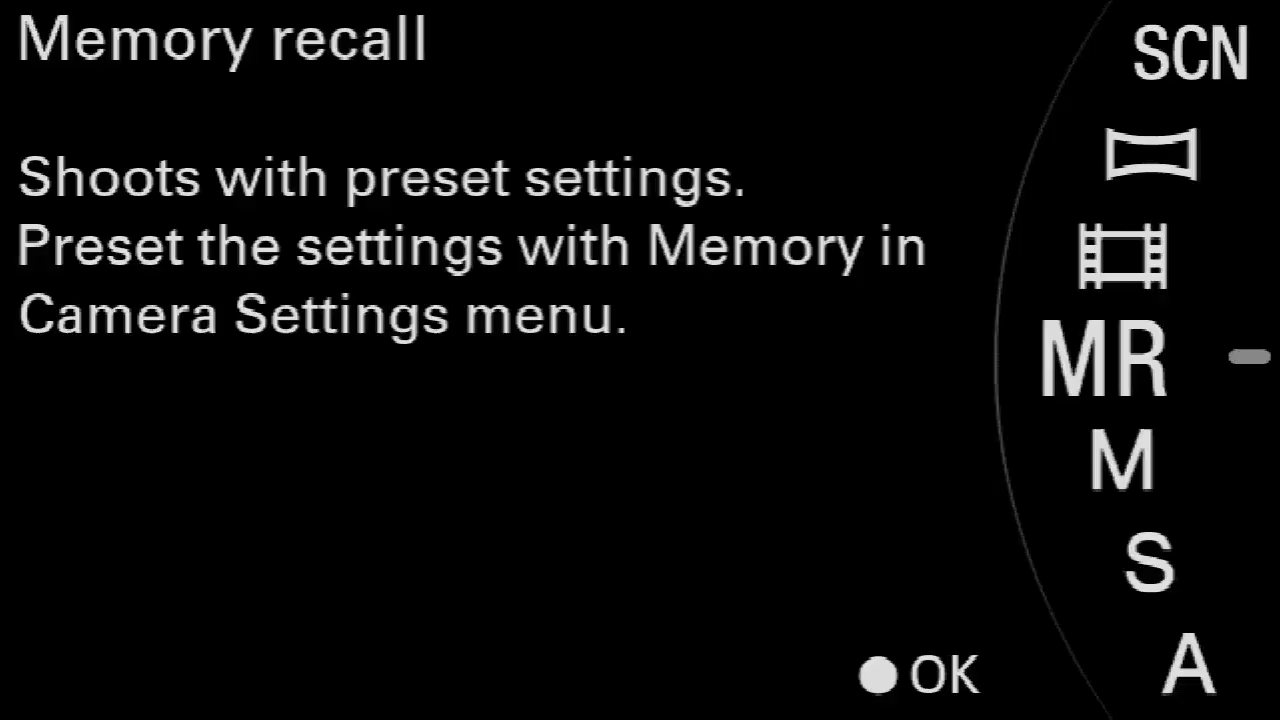 Memory recall
Shoots with preset settings.
Preset the settings with Memory in
Camera Settings menu.
SCN
MR
M
S
A
OK